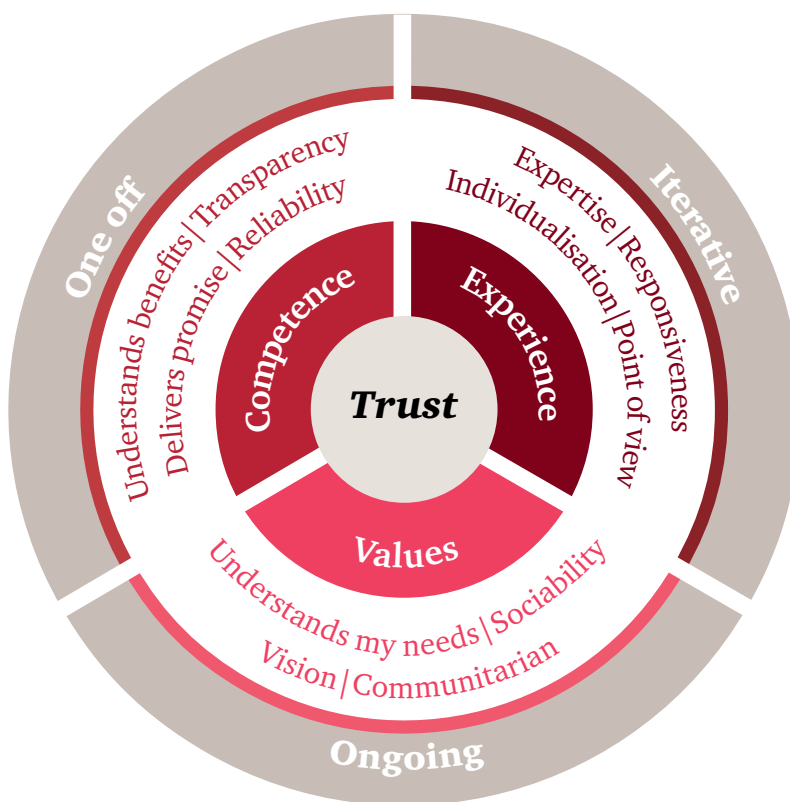 One off
Understands benefits|Transparency
Delivers promise|Reliability
Competence
Iterative
Expertise|Responsiveness
Individualisation|Point of view
Experience
Trust
Values
Understands my needs|Sociability
Vision|Communitarian
Ongoing